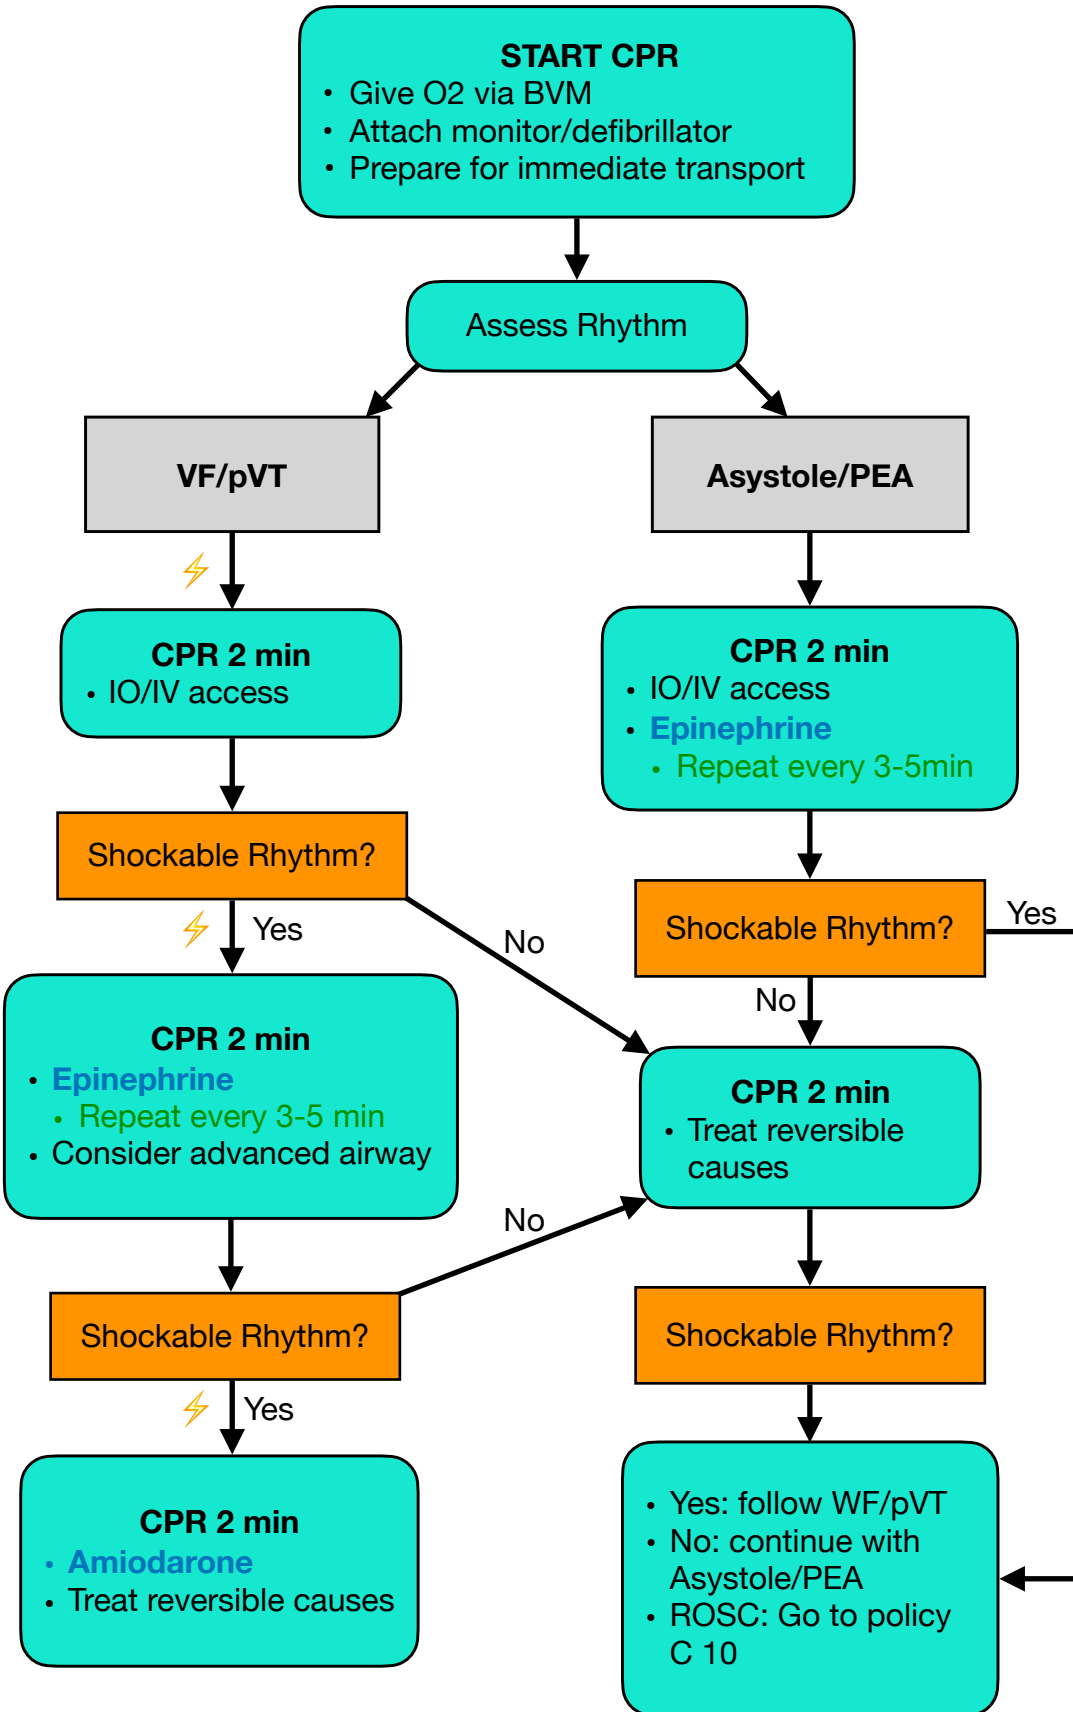 START CPR
• Give O2 via BVM
• Attach monitor/defibrillator
• Prepare for immediate transport
Assess Rhythm
VF/pVT
Asystole/PEA
CPR 2 min
• IO/IV access
CPR 2 min
• IO/IV access
• Epinephrine
• Repeat every 3-5min
Shockable Rhythm?
Shockable Rhythm?
Yes
Yes
No
No
CPR 2 min
• Epinephrine
• Repeat every 3-5 min
• Consider advanced airway
CPR 2 min
• Treat reversible
causes
No
Shockable Rhythm?
Shockable Rhythm?
Yes
CPR 2 min
• Amiodarone
• Treat reversible causes
• Yes: follow WF/pVT
• No: continue with
Asystole/PEA
• ROSC: Go to policy
C 10